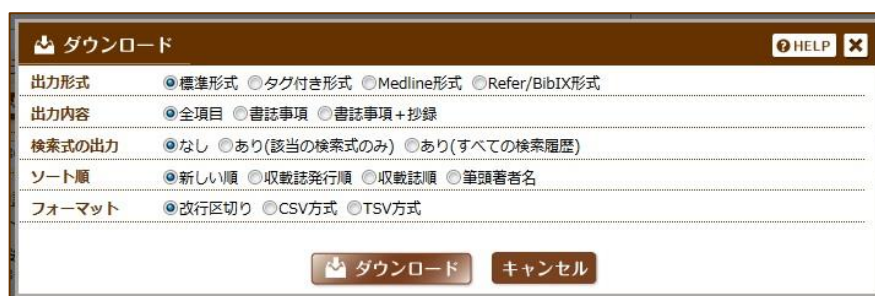 ダウンロード ?HELP ×
出力形式 標準形式 タグ付き形式 Medline形式 Refer/BibIX形式
出力内容 全項目 書誌事項 書誌事項+抄録
検索式の出力 なし あり(該当の検索式のみ) あり(すべての検索履歴)
ソート順 新しい順 収載誌発行順 収載誌順 筆頭著者名
フォーマット 改行区切り CSV方式 TSV方式
ダウンロード キャンセル